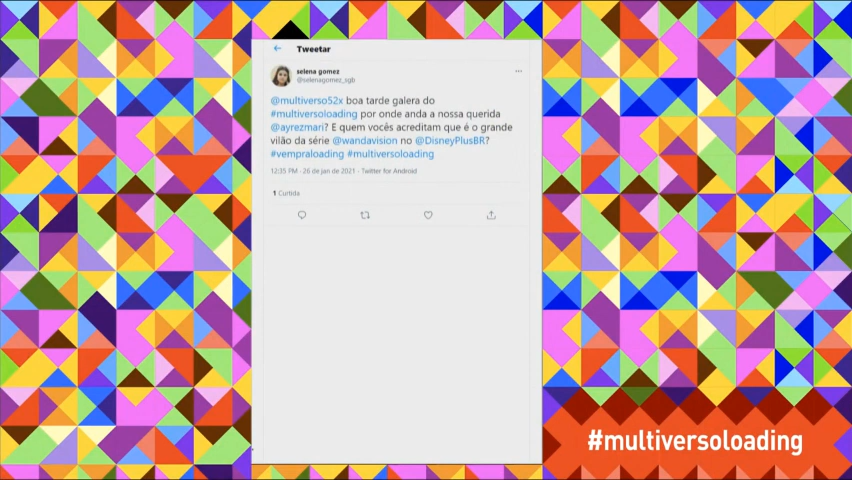 Tweetar
selena gomez
@selenagomez_sgb
@multiverso52x boa tarde galera do
#multiversoloading por onde anda a nossa querida
@ayrezmari? E quem vocês acreditam que é o grande
vilão da série @wandavision no @DisneyPlusBR?
#vempraloading #multiversoloading
12:35 PM · 26 de jan de 2021 · Twitter for Android
1 Curtida
#multiversoloading